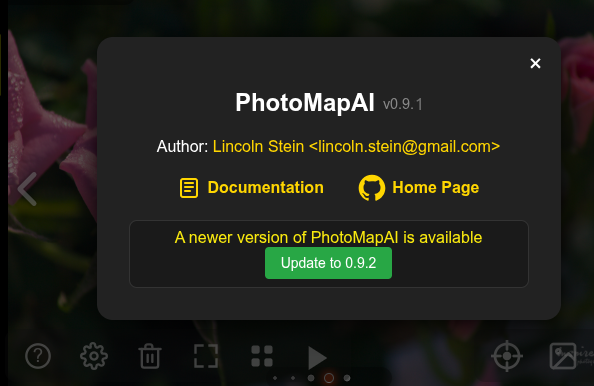 ×
PhotoMapAI v0.9.1
Author: Lincoln Stein <lincoln.stein@gmail.com>
Documentation Home Page
A newer version of PhotoMapAI is available
Update to 0.9.2
?